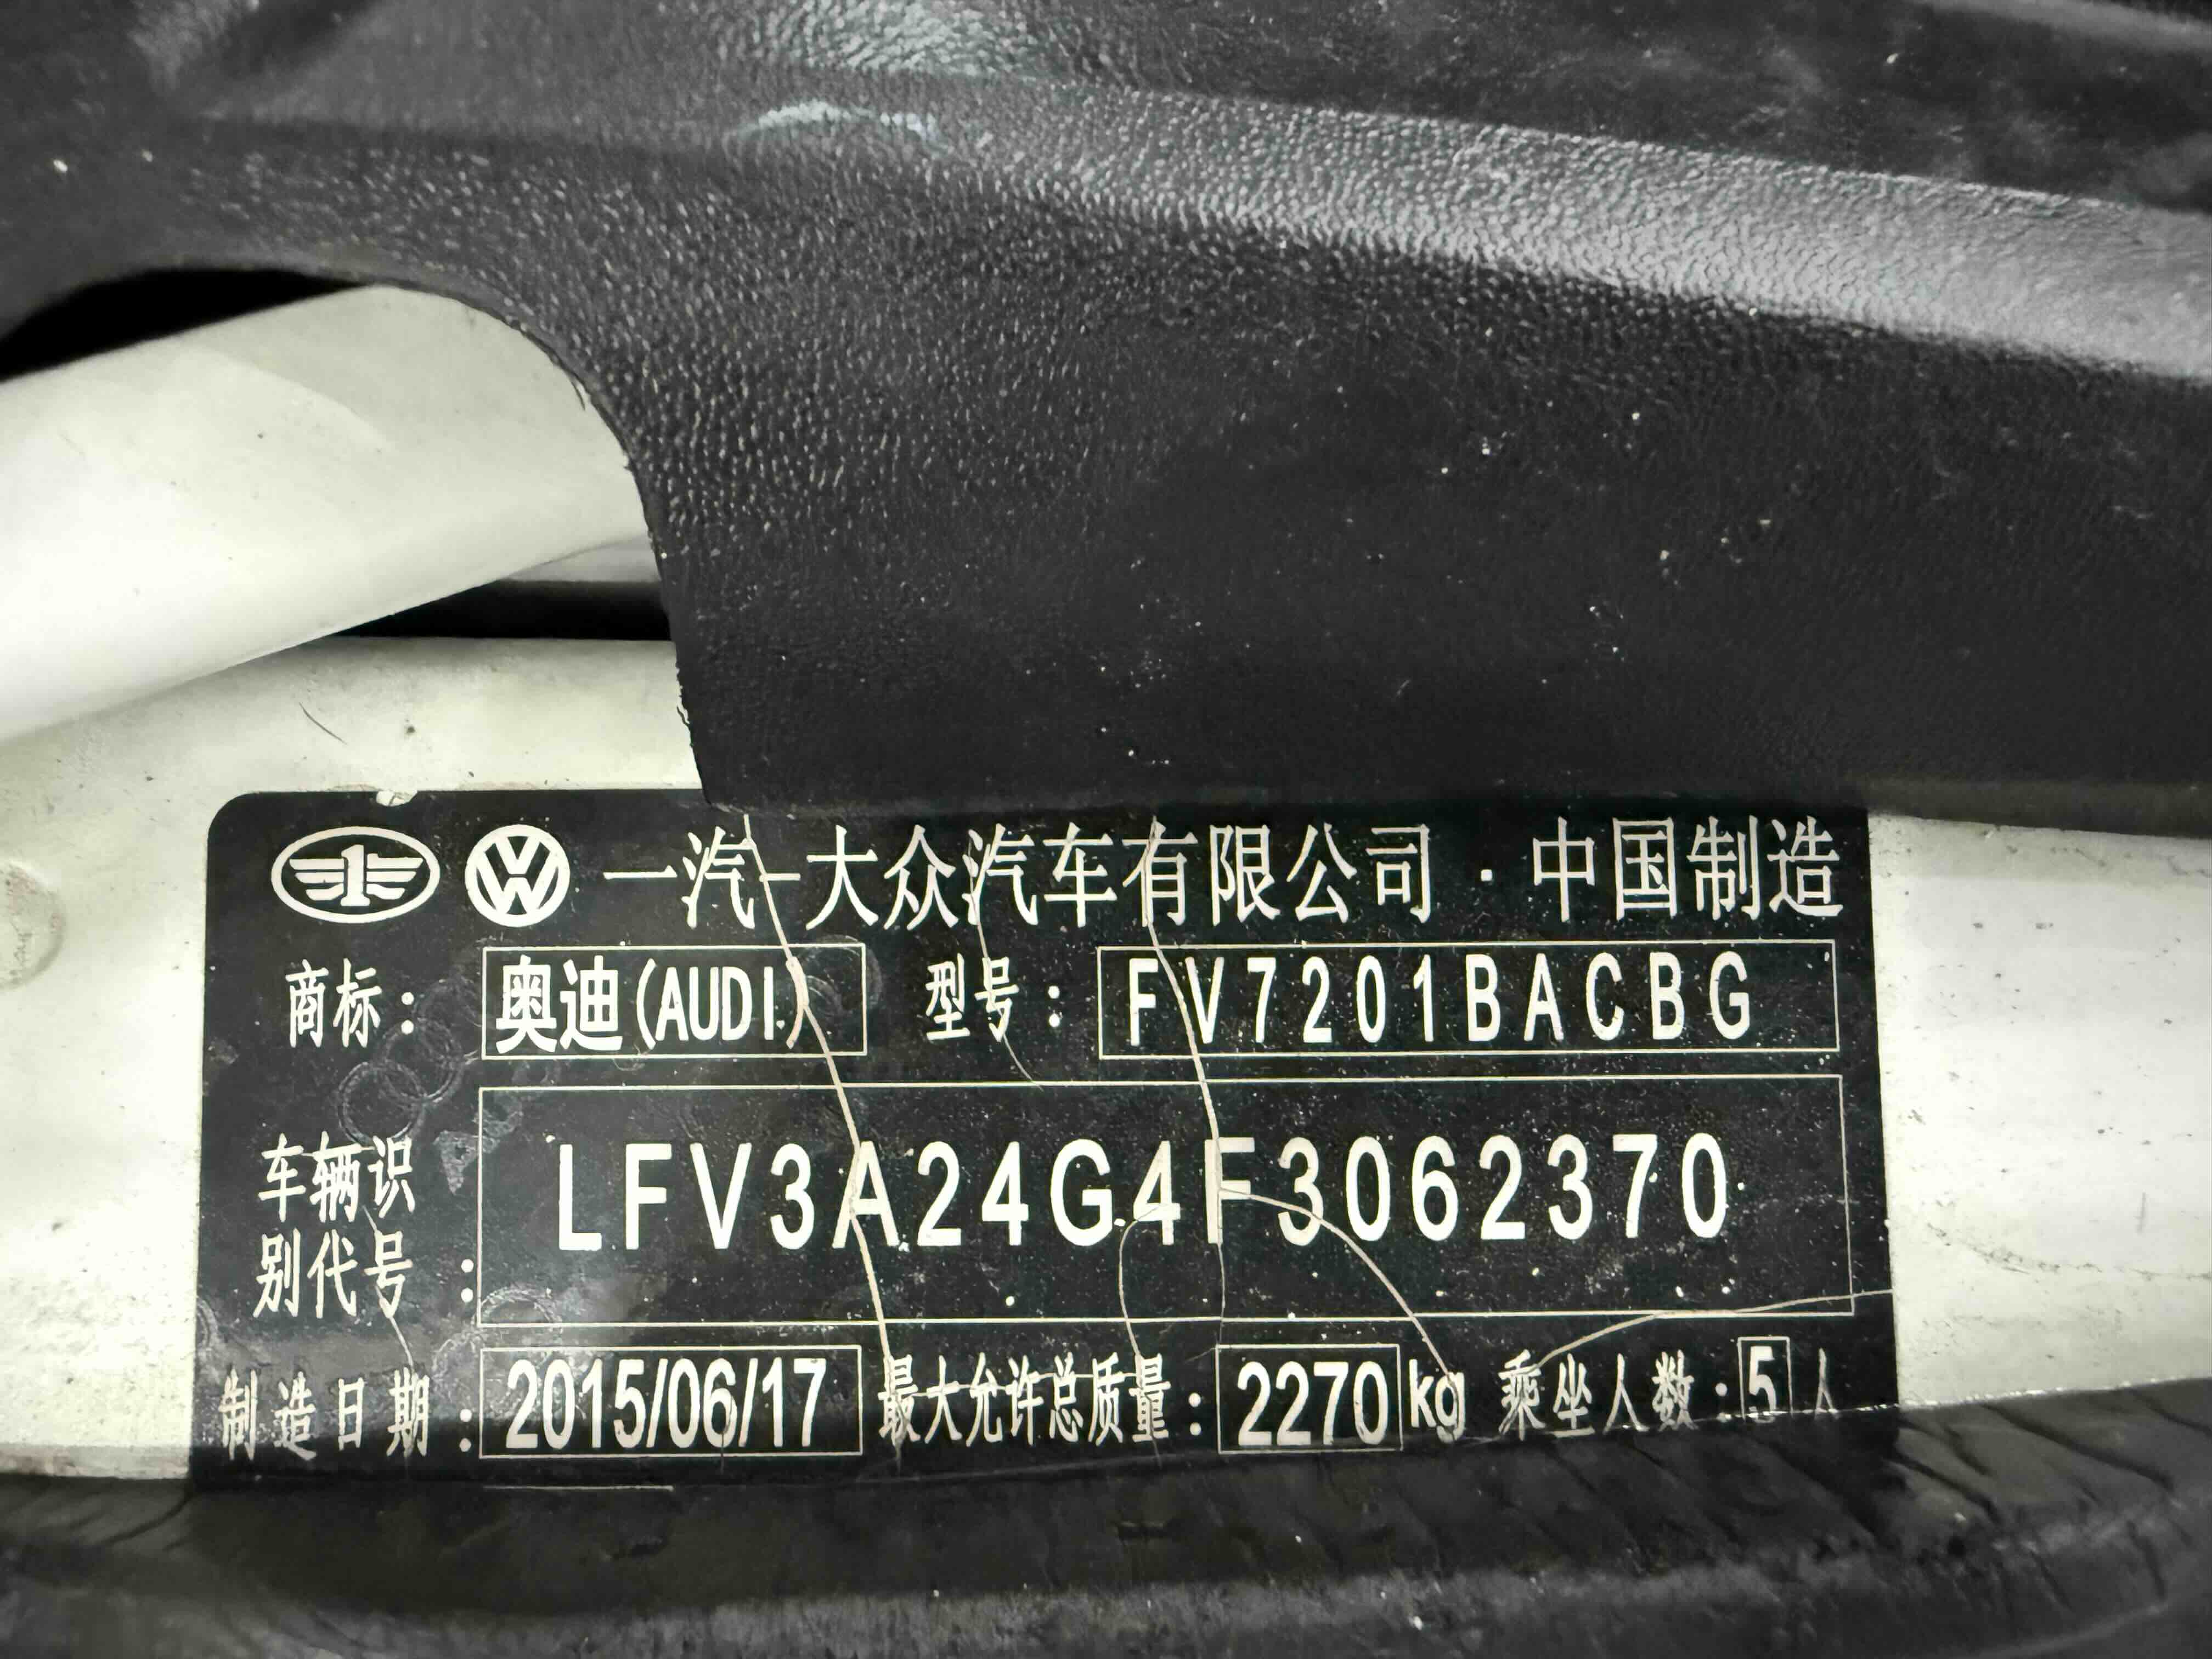 一汽-大众汽车有限公司·中国制造
商标: 奥迪(AUDI) 型号: FV7201BACBG
车辆识别代号: LFV3A24G4F3062370
制造日期: 2015/06/17 最大允许总质量: 2270kg 乘坐人数:5人